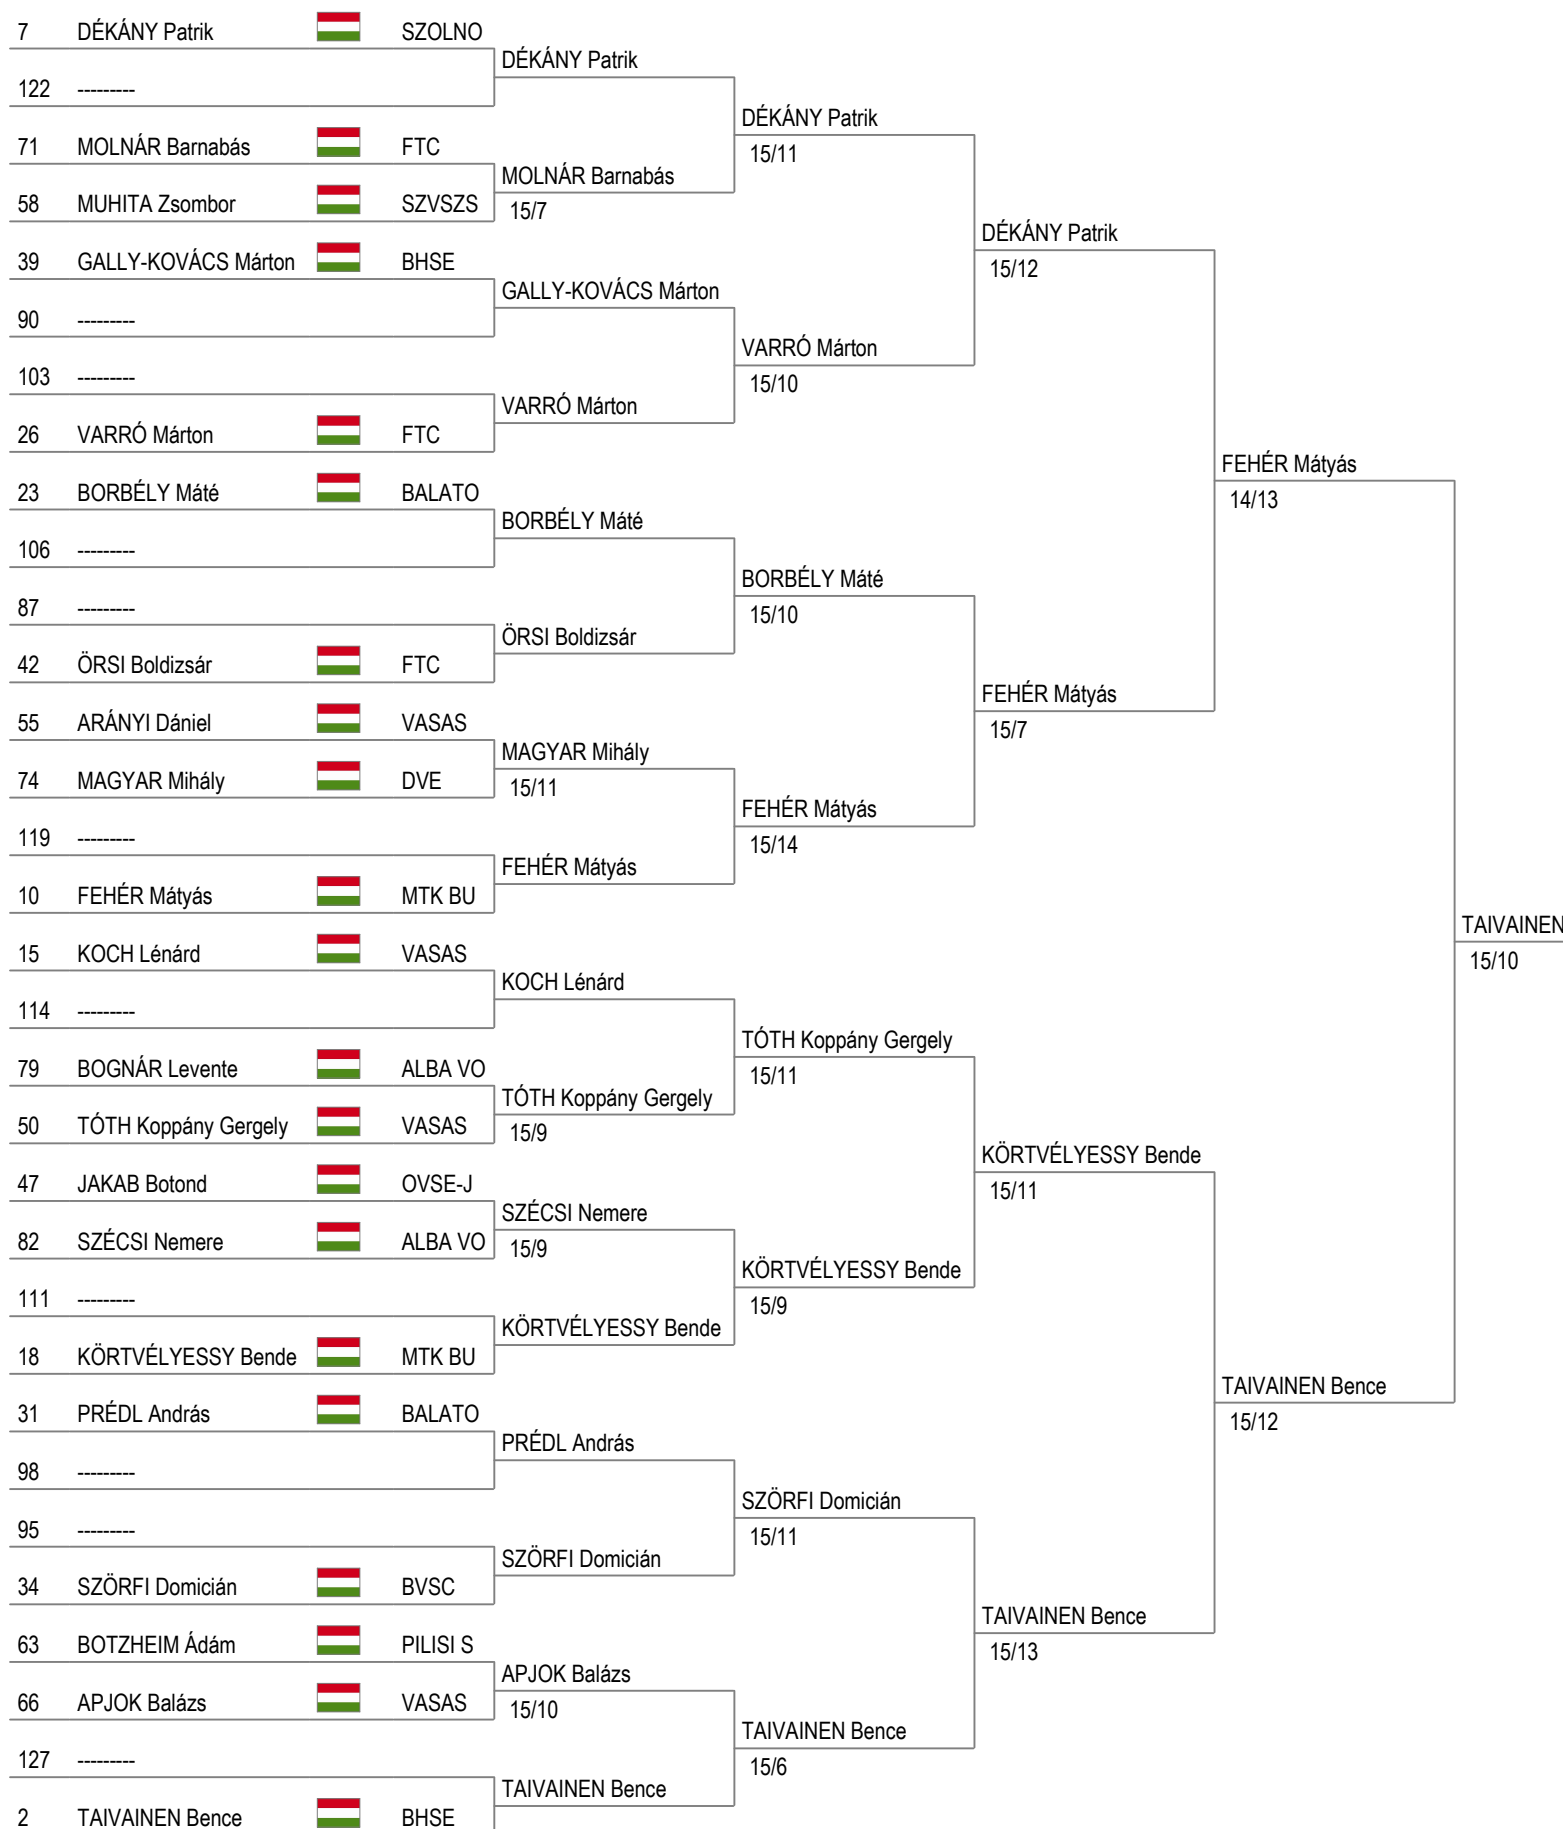 7 DÉKÁNY Patrik SZOLNO
DÉKÁNY Patrik
122 ---------
DÉKÁNY Patrik
71 MOLNÁR Barnabás FTC
15/11
MOLNÁR Barnabás
58 MUHITA Zsombor SZVSZS
15/7
DÉKÁNY Patrik
39 GALLY-KOVÁCS Márton BHSE
15/12
GALLY-KOVÁCS Márton
90 ---------
VARRÓ Márton
103 ---------
15/10
VARRÓ Márton
26 VARRÓ Márton FTC
FEHÉR Mátyás
23 BORBÉLY Máté BALATO
14/13
BORBÉLY Máté
106 ---------
BORBÉLY Máté
87 ---------
15/10
ÖRSI Boldizsár
42 ÖRSI Boldizsár FTC
FEHÉR Mátyás
55 ARÁNYI Dániel VASAS
15/7
MAGYAR Mihály
74 MAGYAR Mihály DVE
15/11
FEHÉR Mátyás
119 ---------
15/14
FEHÉR Mátyás
10 FEHÉR Mátyás MTK BU
TAIVAINEN
15 KOCH Lénárd VASAS
15/10
KOCH Lénárd
114 ---------
TÓTH Koppány Gergely
79 BOGNÁR Levente ALBA VO
15/11
TÓTH Koppány Gergely
50 TÓTH Koppány Gergely VASAS
15/9
KÖRTVÉLYESSY Bende
47 JAKAB Botond OVSE-J
15/11
SZÉCSI Nemere
82 SZÉCSI Nemere ALBA VO
15/9
KÖRTVÉLYESSY Bende
111 ---------
15/9
KÖRTVÉLYESSY Bende
18 KÖRTVÉLYESSY Bende MTK BU
TAIVAINEN Bence
31 PRÉDL András BALATO
15/12
PRÉDL András
98 ---------
SZÖRFI Domicián
95 ---------
15/11
SZÖRFI Domicián
34 SZÖRFI Domicián BVSC
TAIVAINEN Bence
63 BOTZHEIM Ádám PILISI S
15/13
APJOK Balázs
66 APJOK Balázs VASAS
15/10
TAIVAINEN Bence
127 ---------
15/6
TAIVAINEN Bence
2 TAIVAINEN Bence BHSE